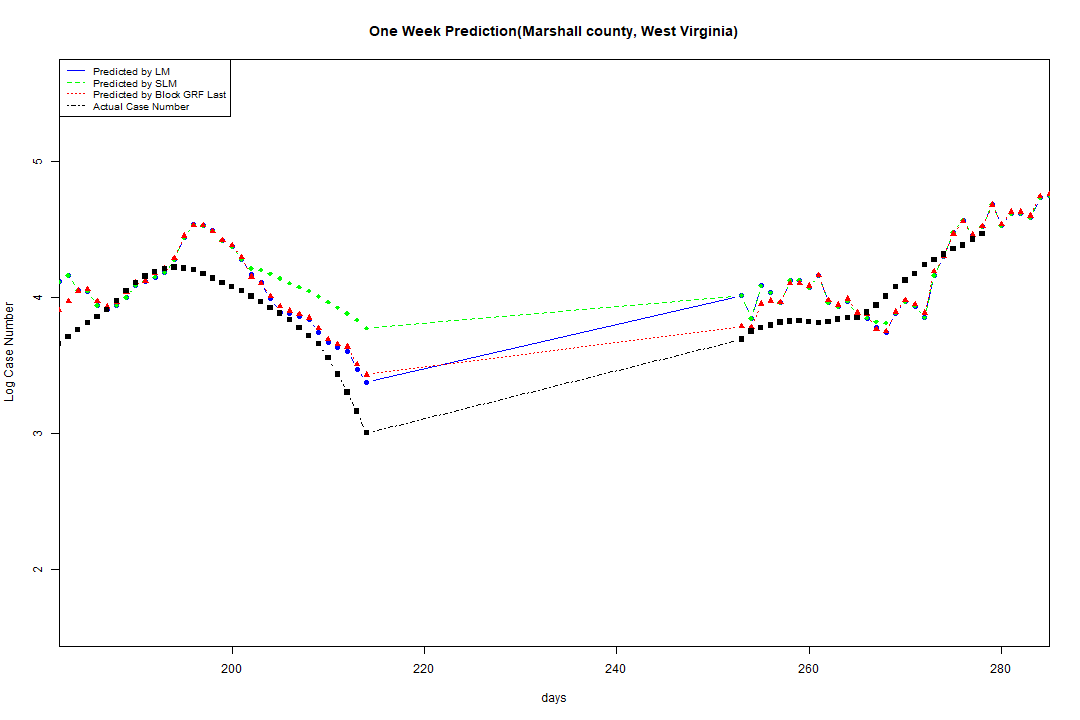 One Week Prediction(Marshall county, West Virginia)
Predicted by LM
Predicted by SLM
Predicted by Block GRF Last
Actual Case Number
5
4
3
2
Log Case Number
200 220 240 260 280
days